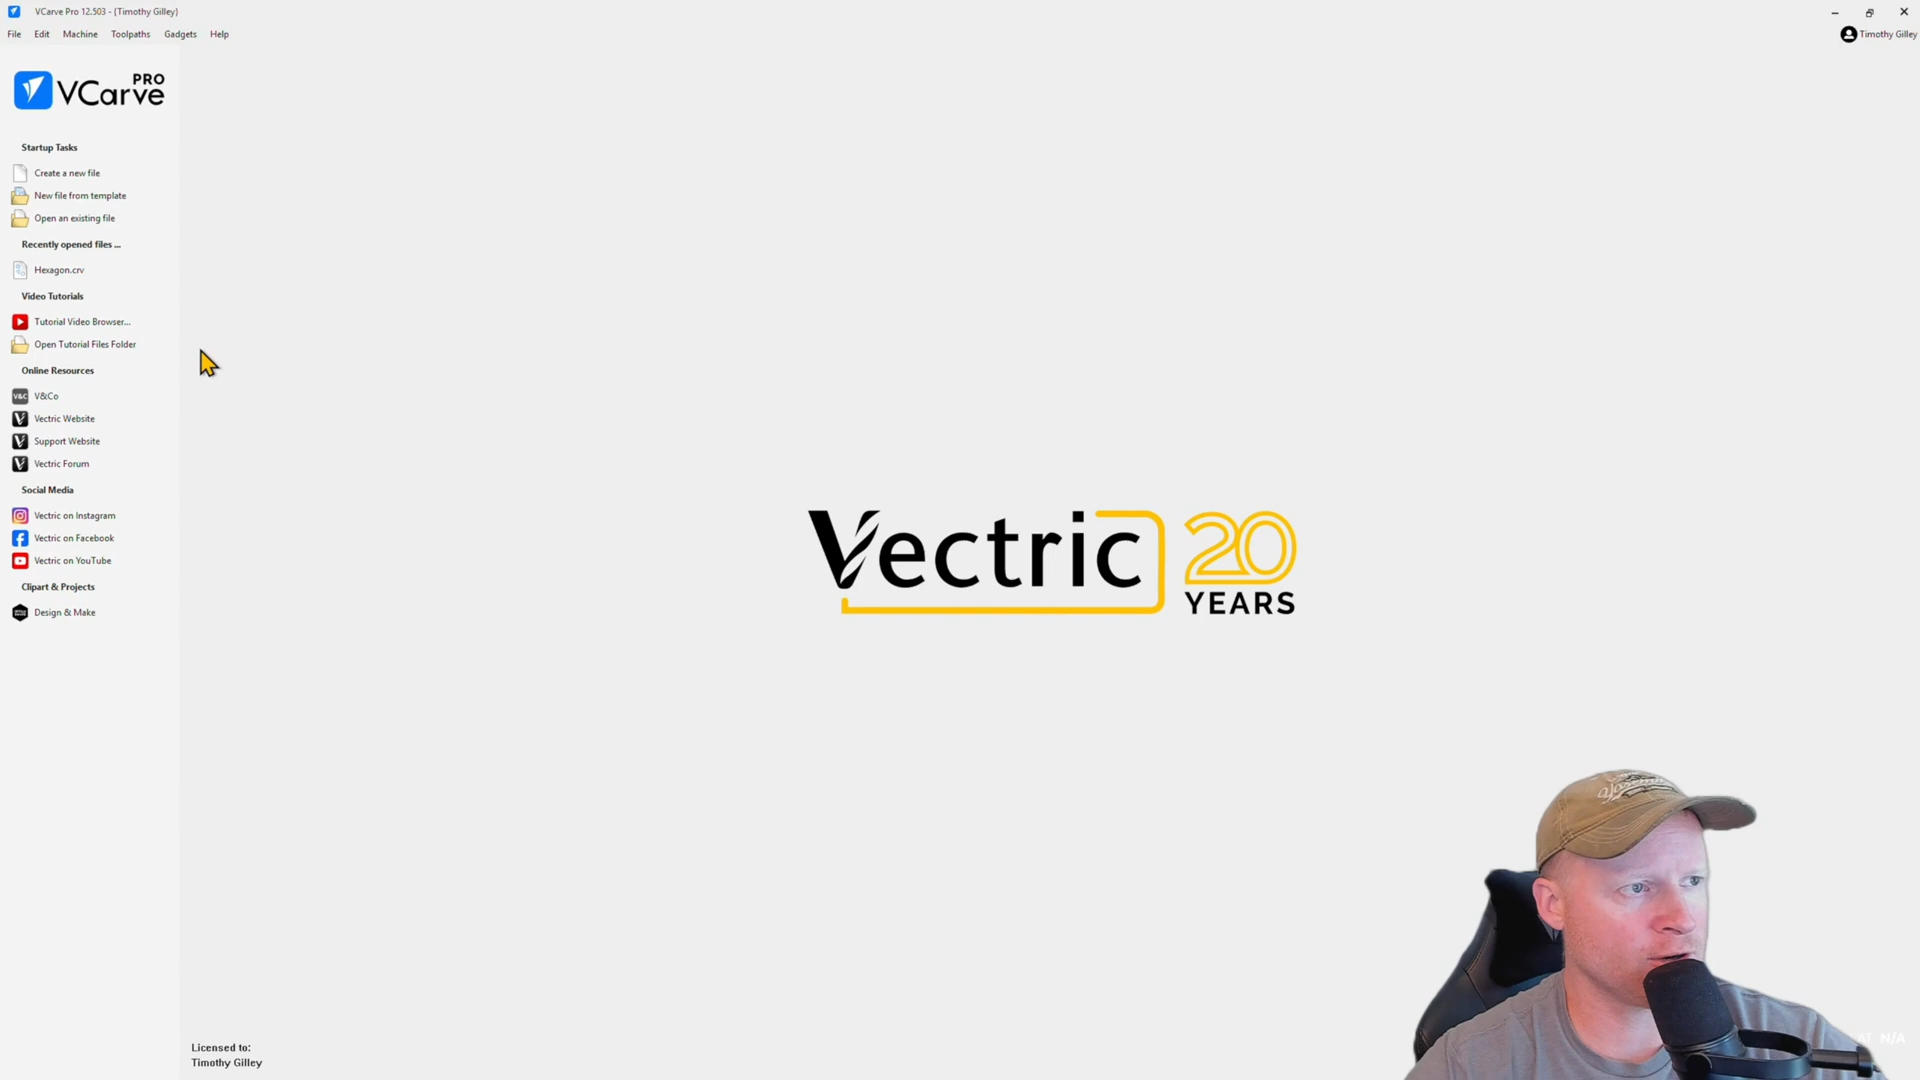 VCarve Pro 12.503 - {Timothy Gilley}
File Edit Machine Toolpaths Gadgets Help
Timothy Gilley
VCarve PRO
Startup Tasks
Create a new file
New file from template
Open an existing file
Recently opened files ...
Hexagon.crv
Video Tutorials
Tutorial Video Browser...
Open Tutorial Files Folder
Online Resources
V&C V&Co
Vectric Website
Support Website
Vectric Forum
Social Media
Vectric on Instagram
Vectric on Facebook
Vectric on YouTube
Clipart & Projects
Design & Make
Vectric 20
YEARS
Licensed to:
Timothy Gilley
N/A